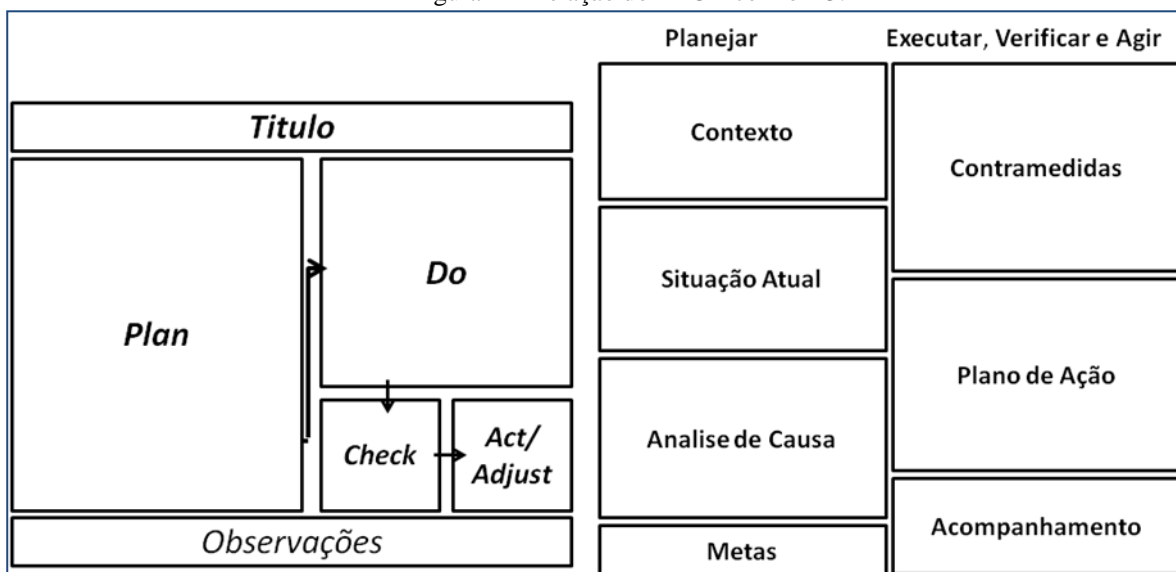 Planejar
Executar, Verificar e Agir
Titulo
Plan
Do
Check
Act/
Adjust
Observações
Contexto
Situação Atual
Analise de Causa
Metas
Contramedidas
Plano de Ação
Acompanhamento